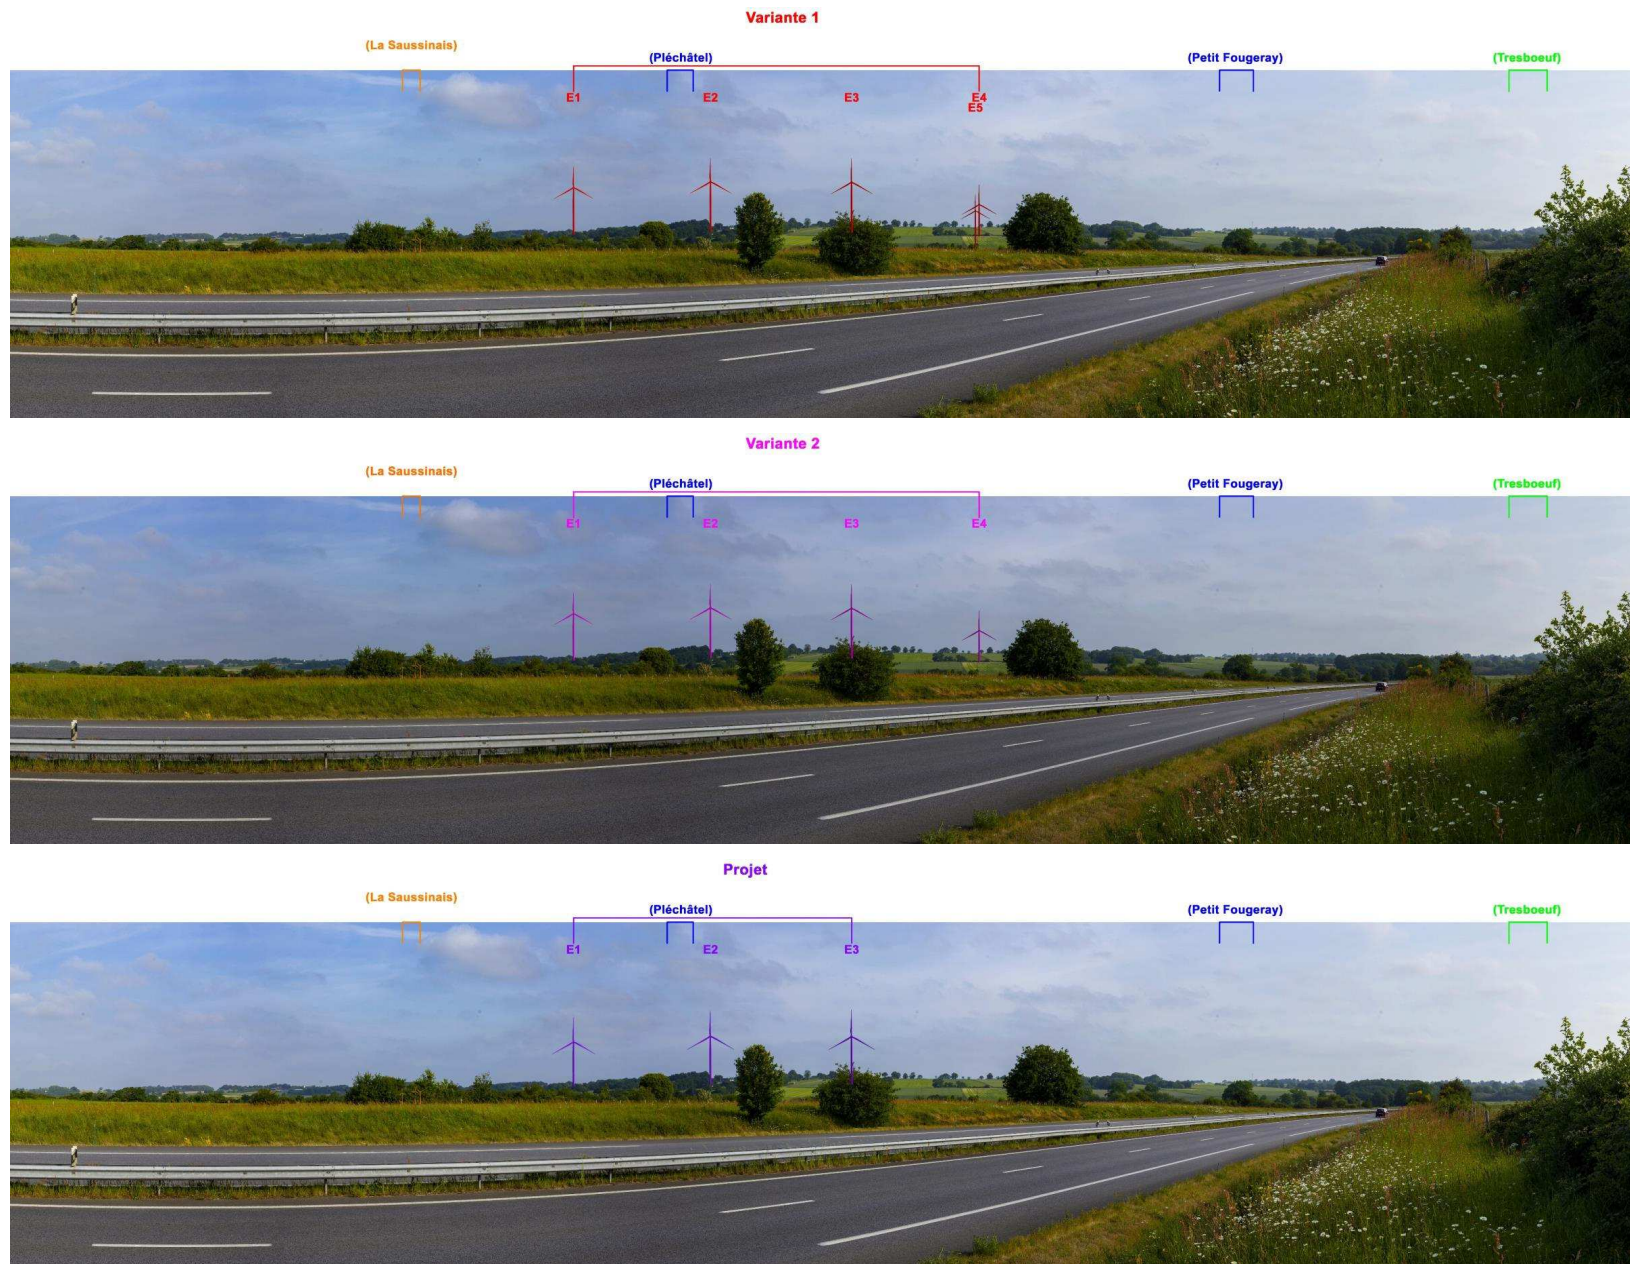 Variante 1
(La Saussinais)
(Pléchâtel)
(Petit Fougeray)
(Tresboeuf)
E1
E2
E3
E4
E5
Variante 2
(La Saussinais)
(Pléchâtel)
(Petit Fougeray)
(Tresboeuf)
E1
E2
E3
E4
Projet
(La Saussinais)
(Pléchâtel)
(Petit Fougeray)
(Tresboeuf)
E1
E2
E3